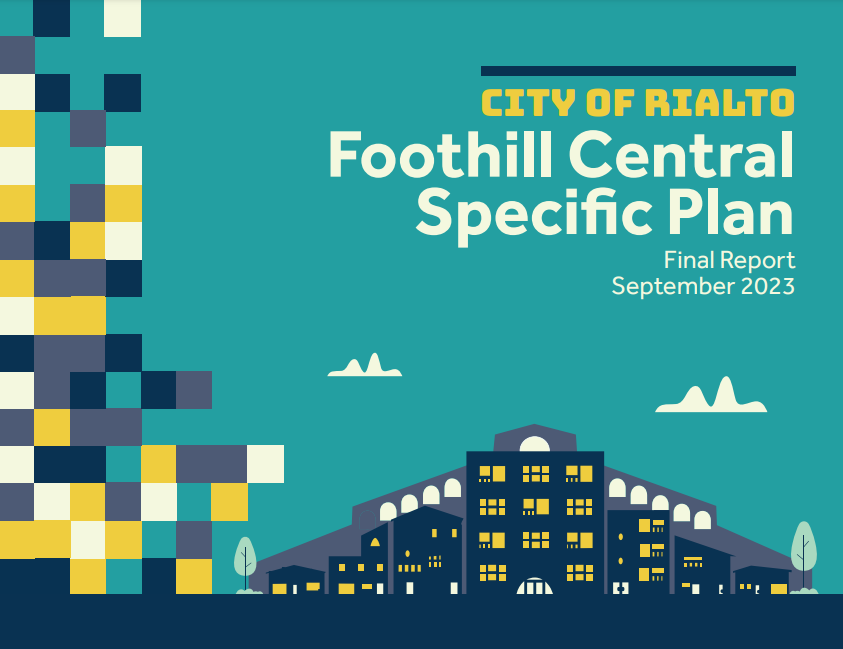 CITY OF RIALTO
Foothill Central
Specific Plan
Final Report
September 2023